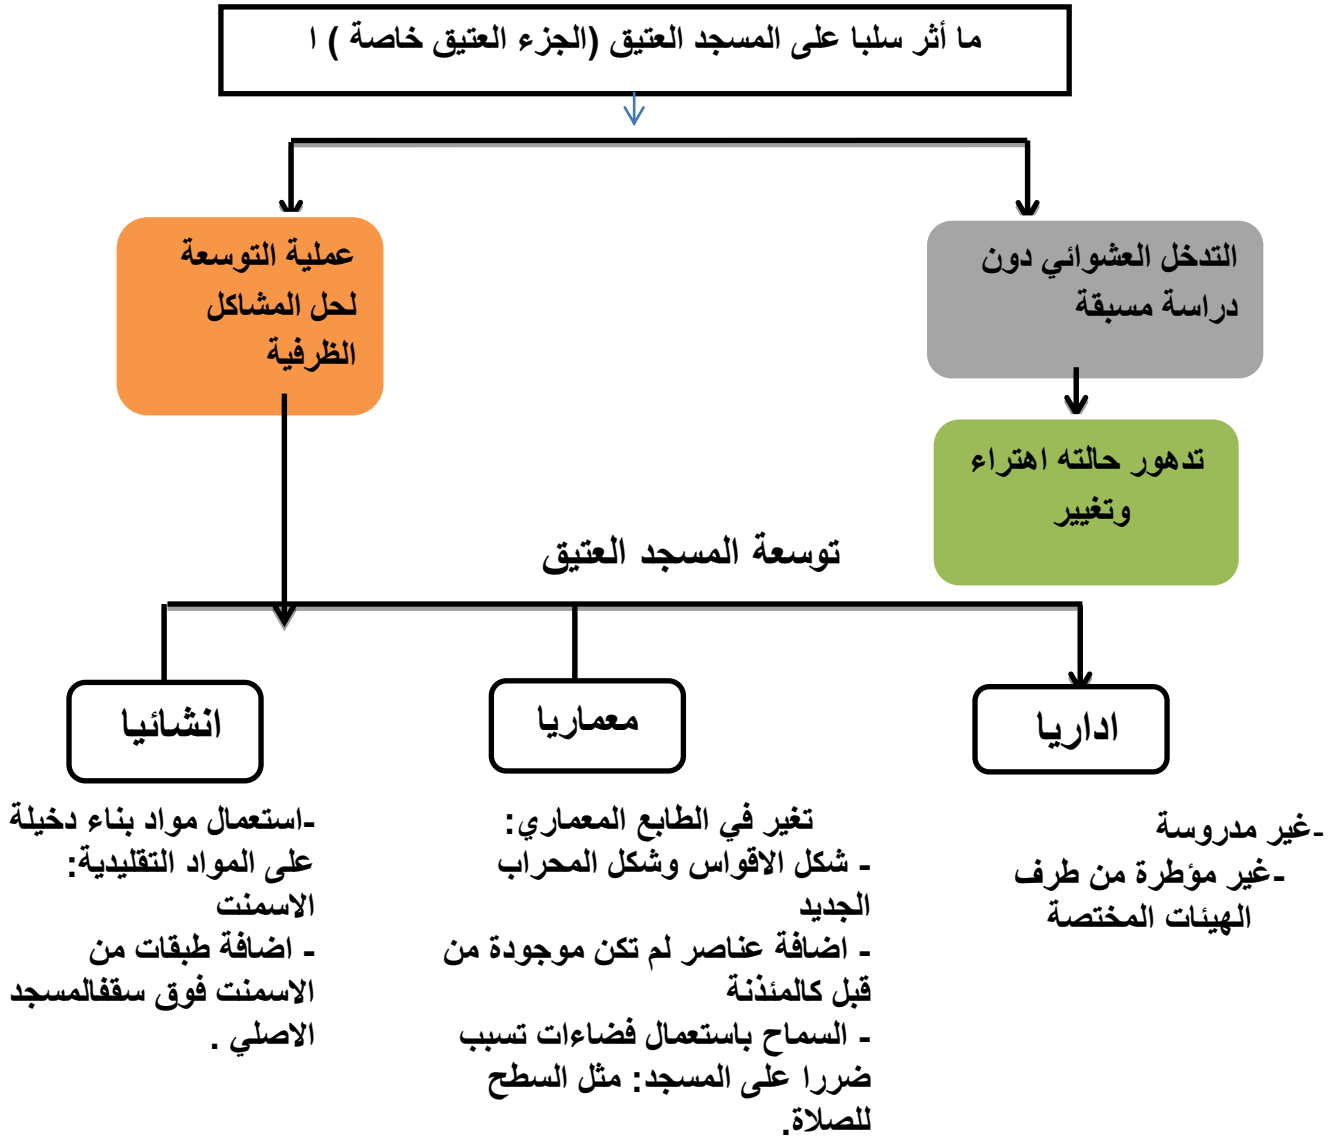 ما أثر سلبا على المسجد العتيق (الجزء العتيق خاصة ) ا
التدخل العشوائي دون
دراسة مسبقة
عملية التوسعة
لحل المشاكل
الظرفية
تدهور حالته اهتراء
وتغيير
توسعة المسجد العتيق
اداريا
معماريا
انشائيا
-غير مدروسة
-غير مؤطرة من طرف
الهيئات المختصة
تغير في الطابع المعماري:
- شكل الاقواس وشكل المحراب
الجديد
- اضافة عناصر لم تكن موجودة من
قبل كالمئذنة
- السماح باستعمال فضاءات تسبب
ضررا على المسجد: مثل السطح
للصلاة.
-استعمال مواد بناء دخيلة
على المواد التقليدية:
الاسمنت
- اضافة طبقات من
الاسمنت فوق سقفالمسجد
الاصلي .